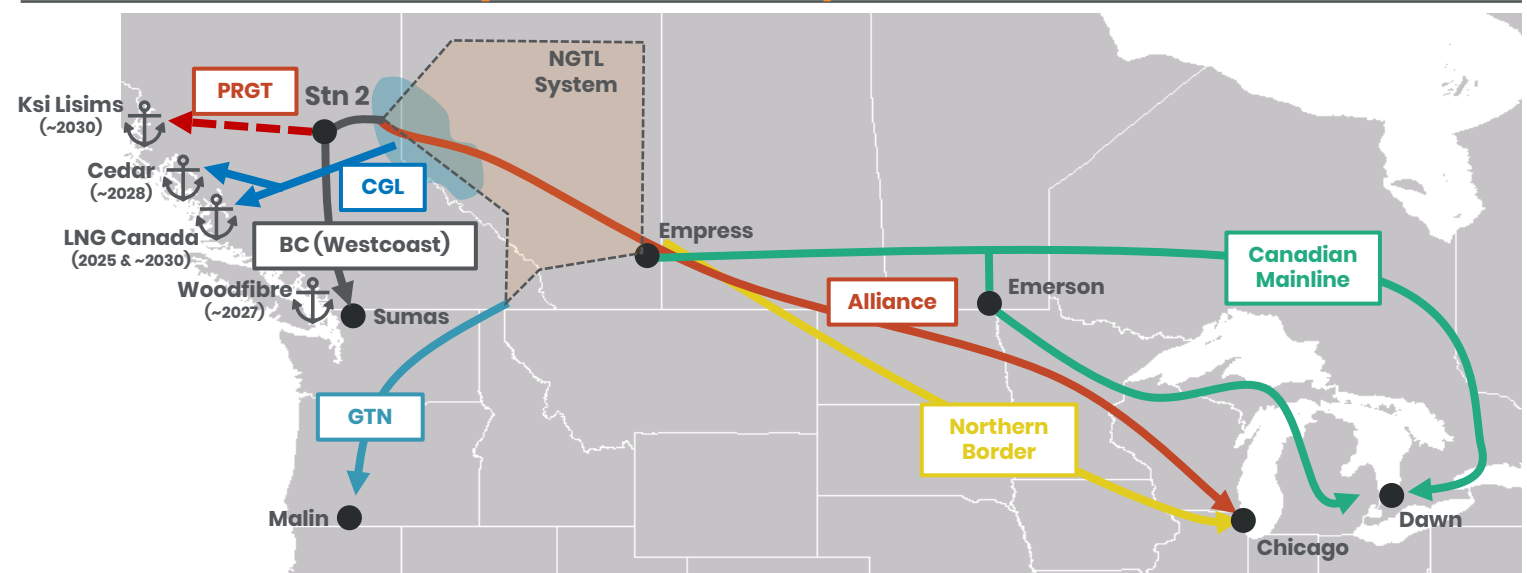 NGTL
System
PRGT
Stn 2
Ksi Lisims
(~2030)
Cedar
(~2028)
CGL
LNG Canada
(2025 & ~2030)
BC (Westcoast)
Empress
Canadian
Mainline
Woodfibre
(~2027)
Sumas
Alliance
Emerson
GTN
Northern
Border
Malin
Dawn
Chicago